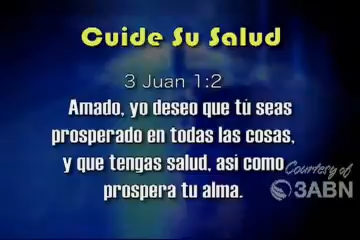 Cuide Su Salud
3 Juan 1:2
Amado, yo deseo que tú seas
prosperado en todas las cosas,
y que tengas salud, asi como
prospera tu alma.
Courtesy of
3ABN